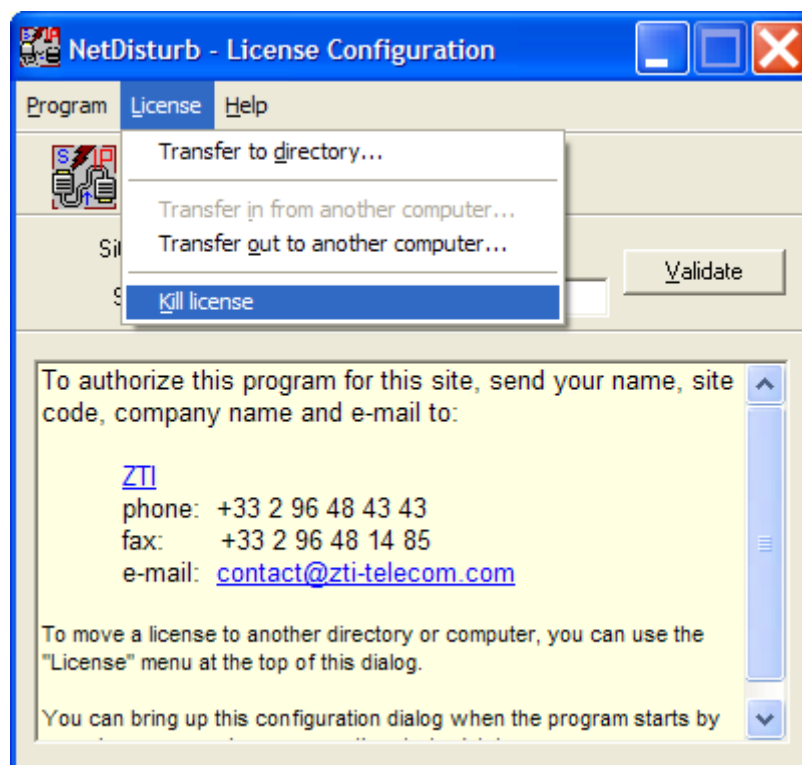 NetDisturb - License Configuration
Program License Help
Transfer to directory...
Transfer in from another computer...
Transfer out to another computer...
Kill license
Validate
To authorize this program for this site, send your name, site
code, company name and e-mail to:
ZTI
phone: +33 2 96 48 43 43
fax: +33 2 96 48 14 85
e-mail: contact@zti-telecom.com
To move a license to another directory or computer, you can use the
"License" menu at the top of this dialog.
You can bring up this configuration dialog when the program starts by